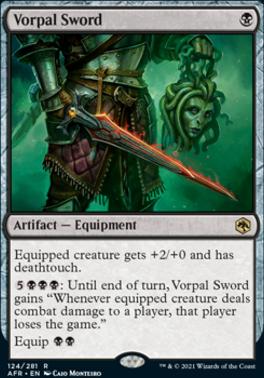 Vorpal Sword
Artifact — Equipment
Equipped creature gets +2/+0 and has
deathtouch.
5: Until end of turn, Vorpal Sword
gains “Whenever equipped creature deals
combat damage to a player, that player
loses the game.”
Equip
124/281 R
AFR • EN CAIO MONTEIRO
™ & © 2021 Wizards of the Coast